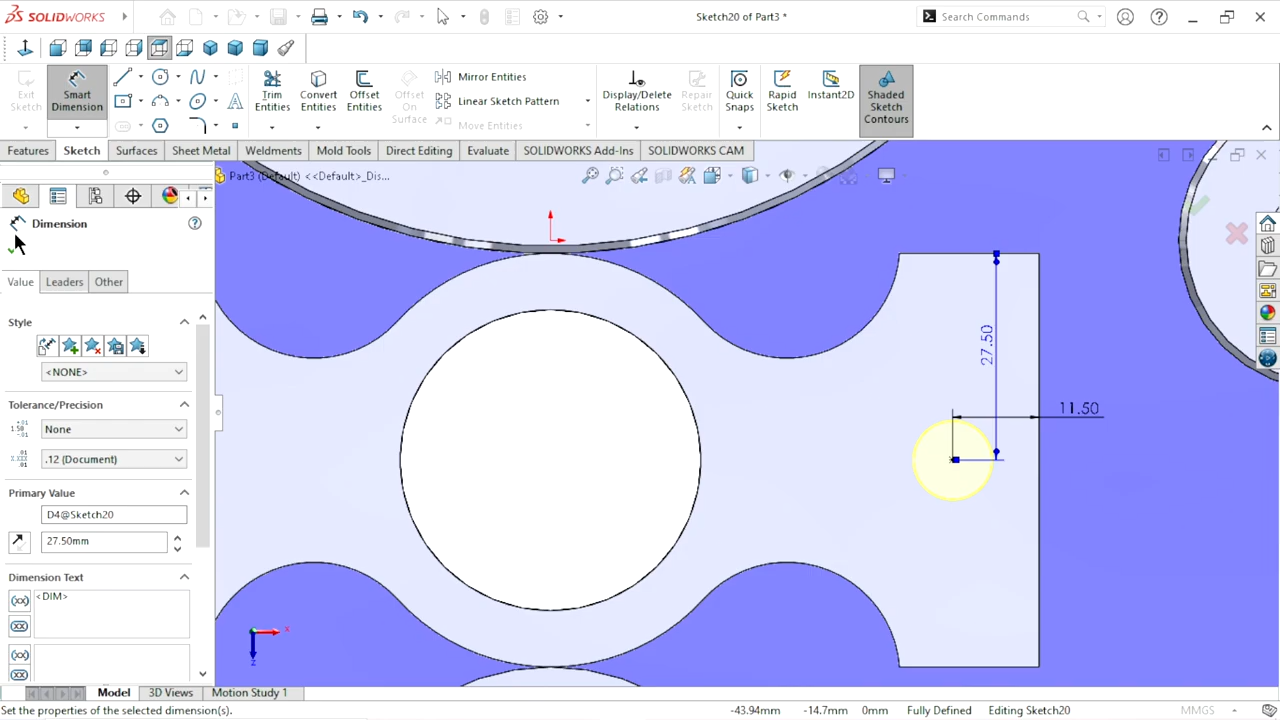 SOLIDWORKS
Sketch20 of Part3 *
Search Commands
Exit Sketch
Smart Dimension
Trim Entities
Convert Entities
Offset Entities
Offset On Surface
Mirror Entities
Linear Sketch Pattern
Move Entities
Display/Delete Relations
Repair Sketch
Quick Snaps
Rapid Sketch
Instant2D
Shaded Sketch Contours
Features
Sketch
Surfaces
Sheet Metal
Weldments
Mold Tools
Direct Editing
Evaluate
SOLIDWORKS Add-Ins
SOLIDWORKS CAM
Part3 (Default) <<Default>_Dis...
Dimension
Value
Leaders
Other
Style
<NONE>
Tolerance/Precision
None
.12 (Document)
Primary Value
D4@Sketch20
27.50mm
Dimension Text
<DIM>
27.50
11.50
x
z
Model
3D Views
Motion Study 1
Set the properties of the selected dimension(s).
-43.94mm
-14.7mm
0mm
Fully Defined
Editing Sketch20
MMGS